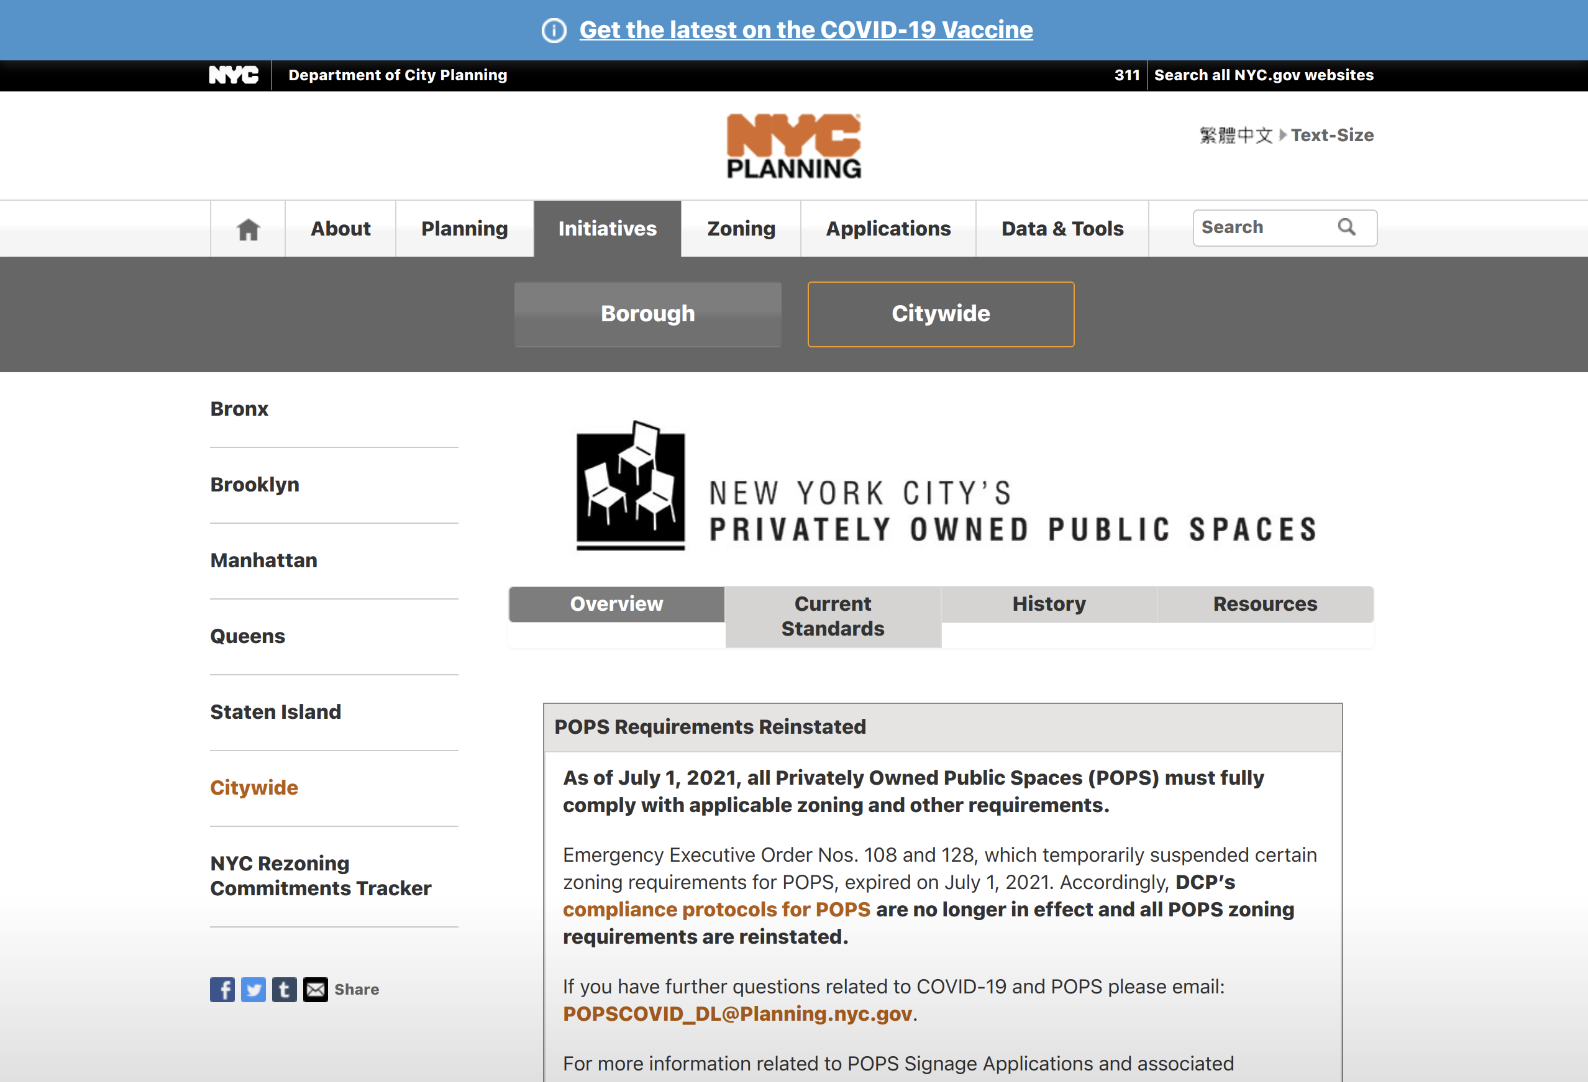 Get the latest on the COVID-19 Vaccine
NYC Department of City Planning 311 Search all NYC.gov websites
NYC
PLANNING
繁體中文 Text-Size
About Planning Initiatives Zoning Applications Data & Tools Search
Borough Citywide
Bronx
Brooklyn
Manhattan
Queens
Staten Island
Citywide
NYC Rezoning
Commitments Tracker
Share
NEW YORK CITY'S
PRIVATELY OWNED PUBLIC SPACES
Overview Current Standards History Resources
POPS Requirements Reinstated
As of July 1, 2021, all Privately Owned Public Spaces (POPS) must fully
comply with applicable zoning and other requirements.
Emergency Executive Order Nos. 108 and 128, which temporarily suspended certain
zoning requirements for POPS, expired on July 1, 2021. Accordingly, DCP's
compliance protocols for POPS are no longer in effect and all POPS zoning
requirements are reinstated.
If you have further questions related to COVID-19 and POPS please email:
POPSCOVID_DL@Planning.nyc.gov.
For more information related to POPS Signage Applications and associated